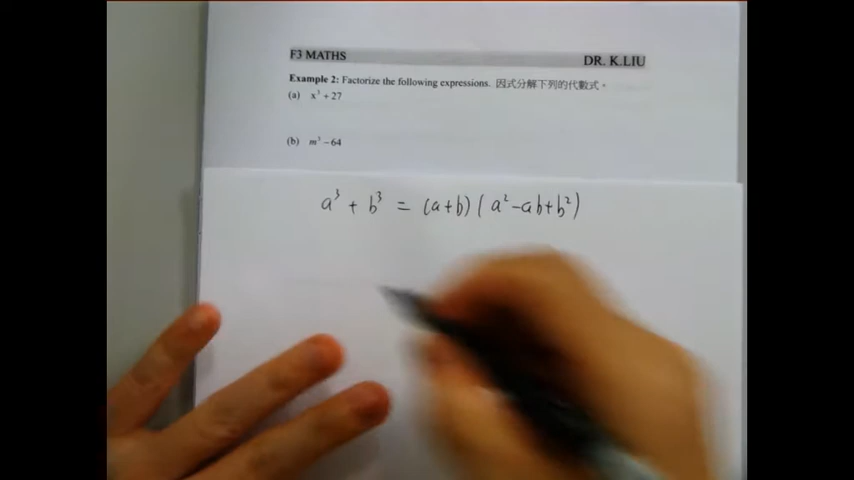 F3 MATHS DR. K.LIU
Example 2: Factorize the following expressions. 因式分解下列的代數式。
(a) x³ + 27
(b) m³ − 64
a³ + b³ = (a+b)(a²−ab+b²)